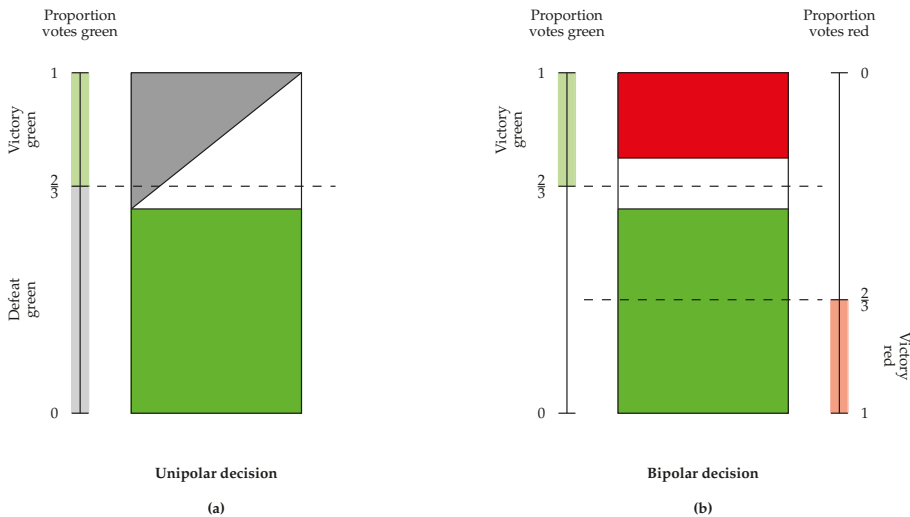 Proportion
votes green
1
2
3
0
Victory
green
Defeat
green
Unipolar decision
(a)
Proportion
votes green
Proportion
votes red
1
2
3
0
Victory
green
0
2
3
1
Victory
red
Bipolar decision
(b)